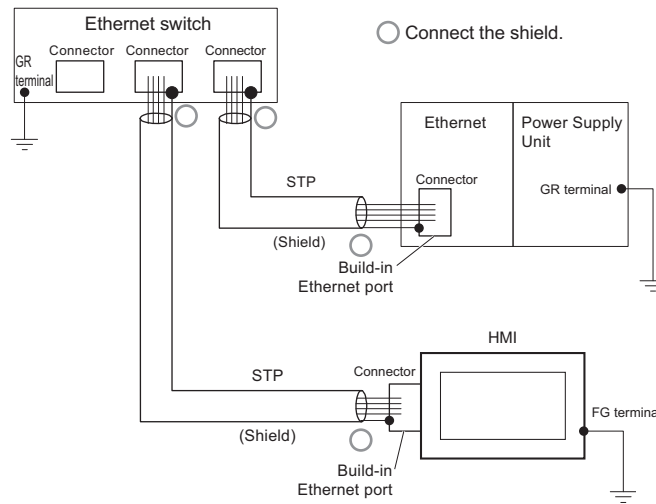 Ethernet switch
Connector
Connector
Connector
GR
terminal
Connect the shield.
Ethernet
Power Supply
Unit
Connector
GR terminal
STP
(Shield)
Build-in
Ethernet port
HMI
Connector
STP
FG terminal
(Shield)
Build-in
Ethernet port